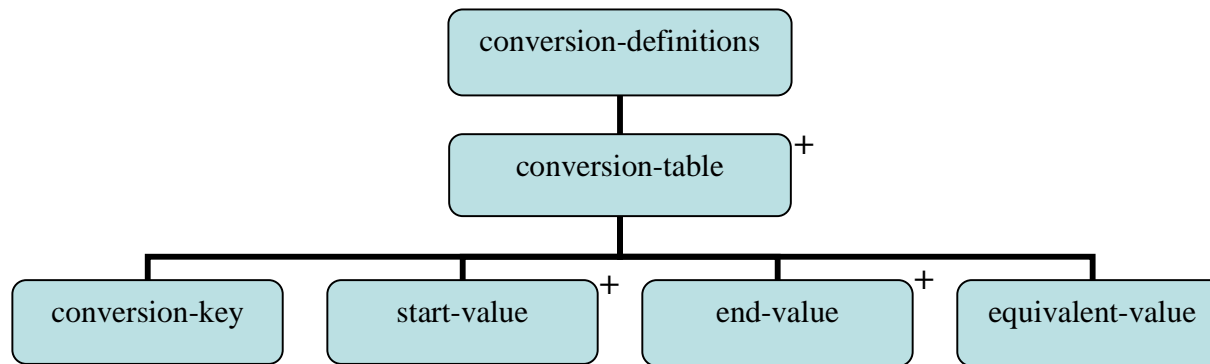 conversion-definitions
conversion-table +
conversion-key
start-value +
end-value +
equivalent-value